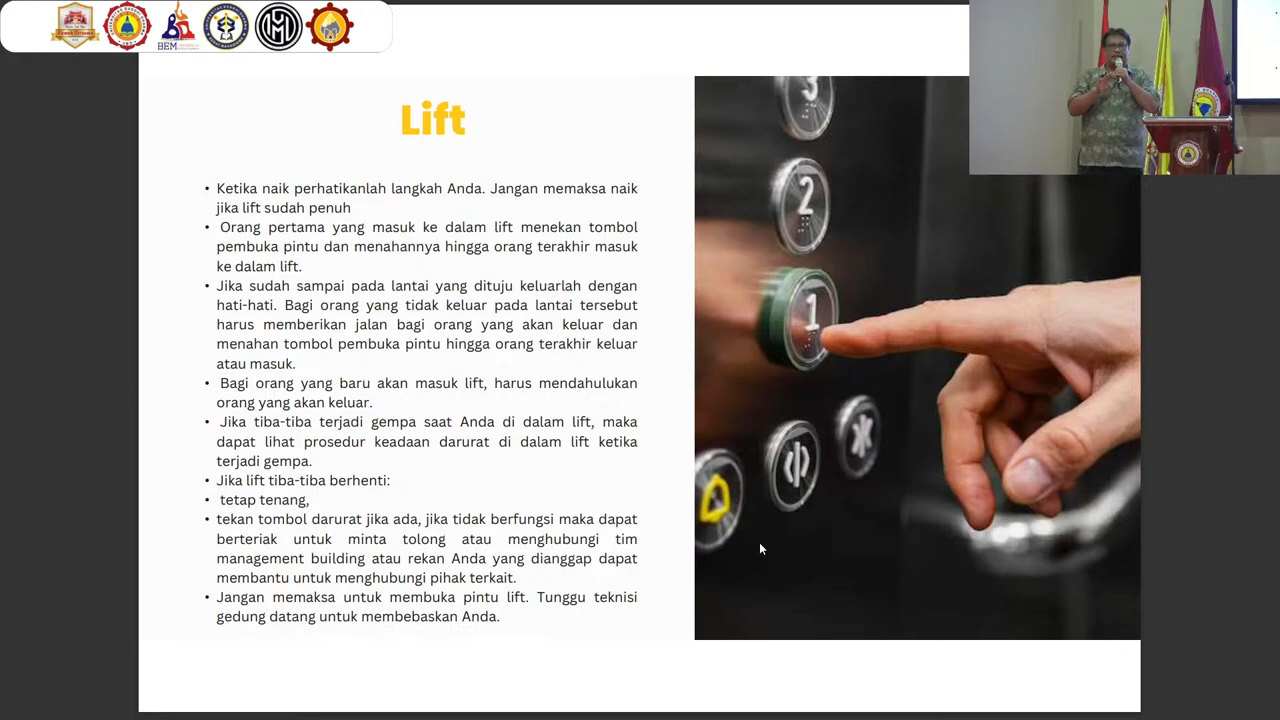 BEM
Lift
• Ketika naik perhatikanlah langkah Anda. Jangan memaksa naik
jika lift sudah penuh
• Orang pertama yang masuk ke dalam lift menekan tombol
pembuka pintu dan menahannya hingga orang terakhir masuk
ke dalam lift.
• Jika sudah sampai pada lantai yang dituju keluarlah dengan
hati-hati. Bagi orang yang tidak keluar pada lantai tersebut
harus memberikan jalan bagi orang yang akan keluar dan
menahan tombol pembuka pintu hingga orang terakhir keluar
atau masuk.
• Bagi orang yang baru akan masuk lift, harus mendahulukan
orang yang akan keluar.
• Jika tiba-tiba terjadi gempa saat Anda di dalam lift, maka
dapat lihat prosedur keadaan darurat di dalam lift ketika
terjadi gempa.
• Jika lift tiba-tiba berhenti:
• tetap tenang,
• tekan tombol darurat jika ada, jika tidak berfungsi maka dapat
berteriak untuk minta tolong atau menghubungi tim
management building atau rekan Anda yang dianggap dapat
membantu untuk menghubungi pihak terkait.
• Jangan memaksa untuk membuka pintu lift. Tunggu teknisi
gedung datang untuk membebaskan Anda.
3
2
1